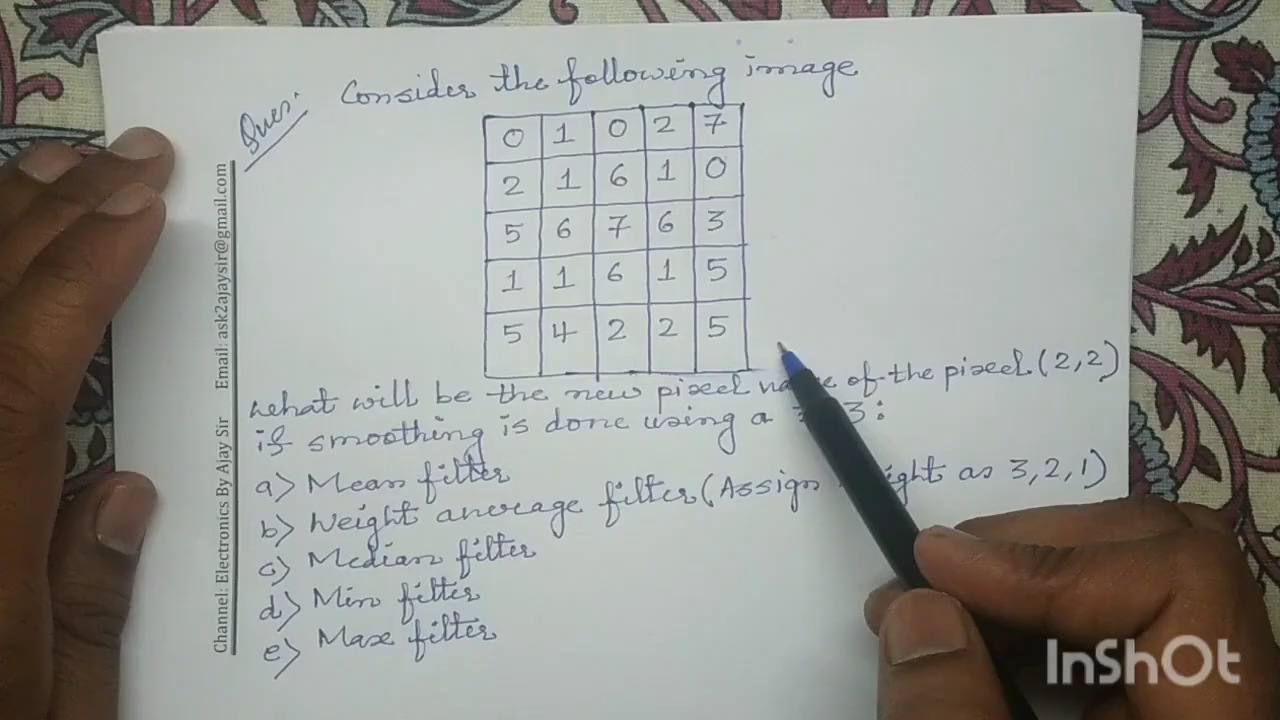 Ques:
Consider the following image
0 1 0 2 7
2 1 6 1 0
5 6 7 6 3
1 1 6 1 5
5 4 2 2 5
what will be the new pixel of the pixel (2,2)
if smoothing is done using a 3:
a) Mean filter
b) Weight average filter (Assign as 3, 2, 1)
c) Median filter
d) Min filter
e) Max filter
Channel: Electronics By Ajay Sir Email: ask2ajaysir@gmail.com
InShOt